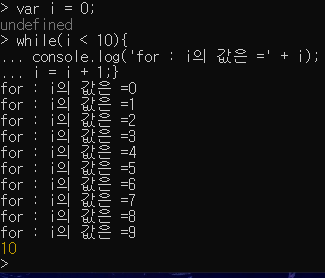 > var i = 0;
undefined
> while(i < 10){
... console.log('for : i의 값은 =' + i);
... i = i + 1;}
for : i의 값은 =0
for : i의 값은 =1
for : i의 값은 =2
for : i의 값은 =3
for : i의 값은 =4
for : i의 값은 =5
for : i의 값은 =6
for : i의 값은 =7
for : i의 값은 =8
for : i의 값은 =9
10
>